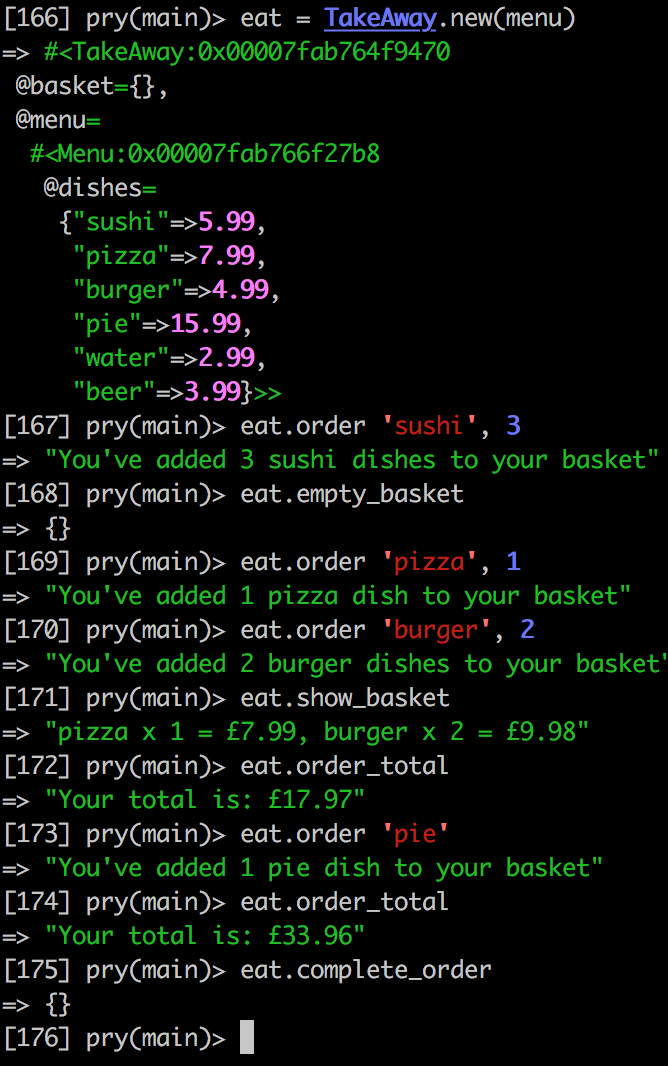 [166] pry(main)> eat = TakeAway.new(menu)
=> #<TakeAway:0x00007fab764f9470
 @basket={},
 @menu=
  #<Menu:0x00007fab766f27b8
   @dishes=
    {"sushi"=>5.99,
     "pizza"=>7.99,
     "burger"=>4.99,
     "pie"=>15.99,
     "water"=>2.99,
     "beer"=>3.99}>>
[167] pry(main)> eat.order 'sushi', 3
=> "You've added 3 sushi dishes to your basket"
[168] pry(main)> eat.empty_basket
=> {}
[169] pry(main)> eat.order 'pizza', 1
=> "You've added 1 pizza dish to your basket"
[170] pry(main)> eat.order 'burger', 2
=> "You've added 2 burger dishes to your basket"
[171] pry(main)> eat.show_basket
=> "pizza x 1 = £7.99, burger x 2 = £9.98"
[172] pry(main)> eat.order_total
=> "Your total is: £17.97"
[173] pry(main)> eat.order 'pie'
=> "You've added 1 pie dish to your basket"
[174] pry(main)> eat.order_total
=> "Your total is: £33.96"
[175] pry(main)> eat.complete_order
=> {}
[176] pry(main)>